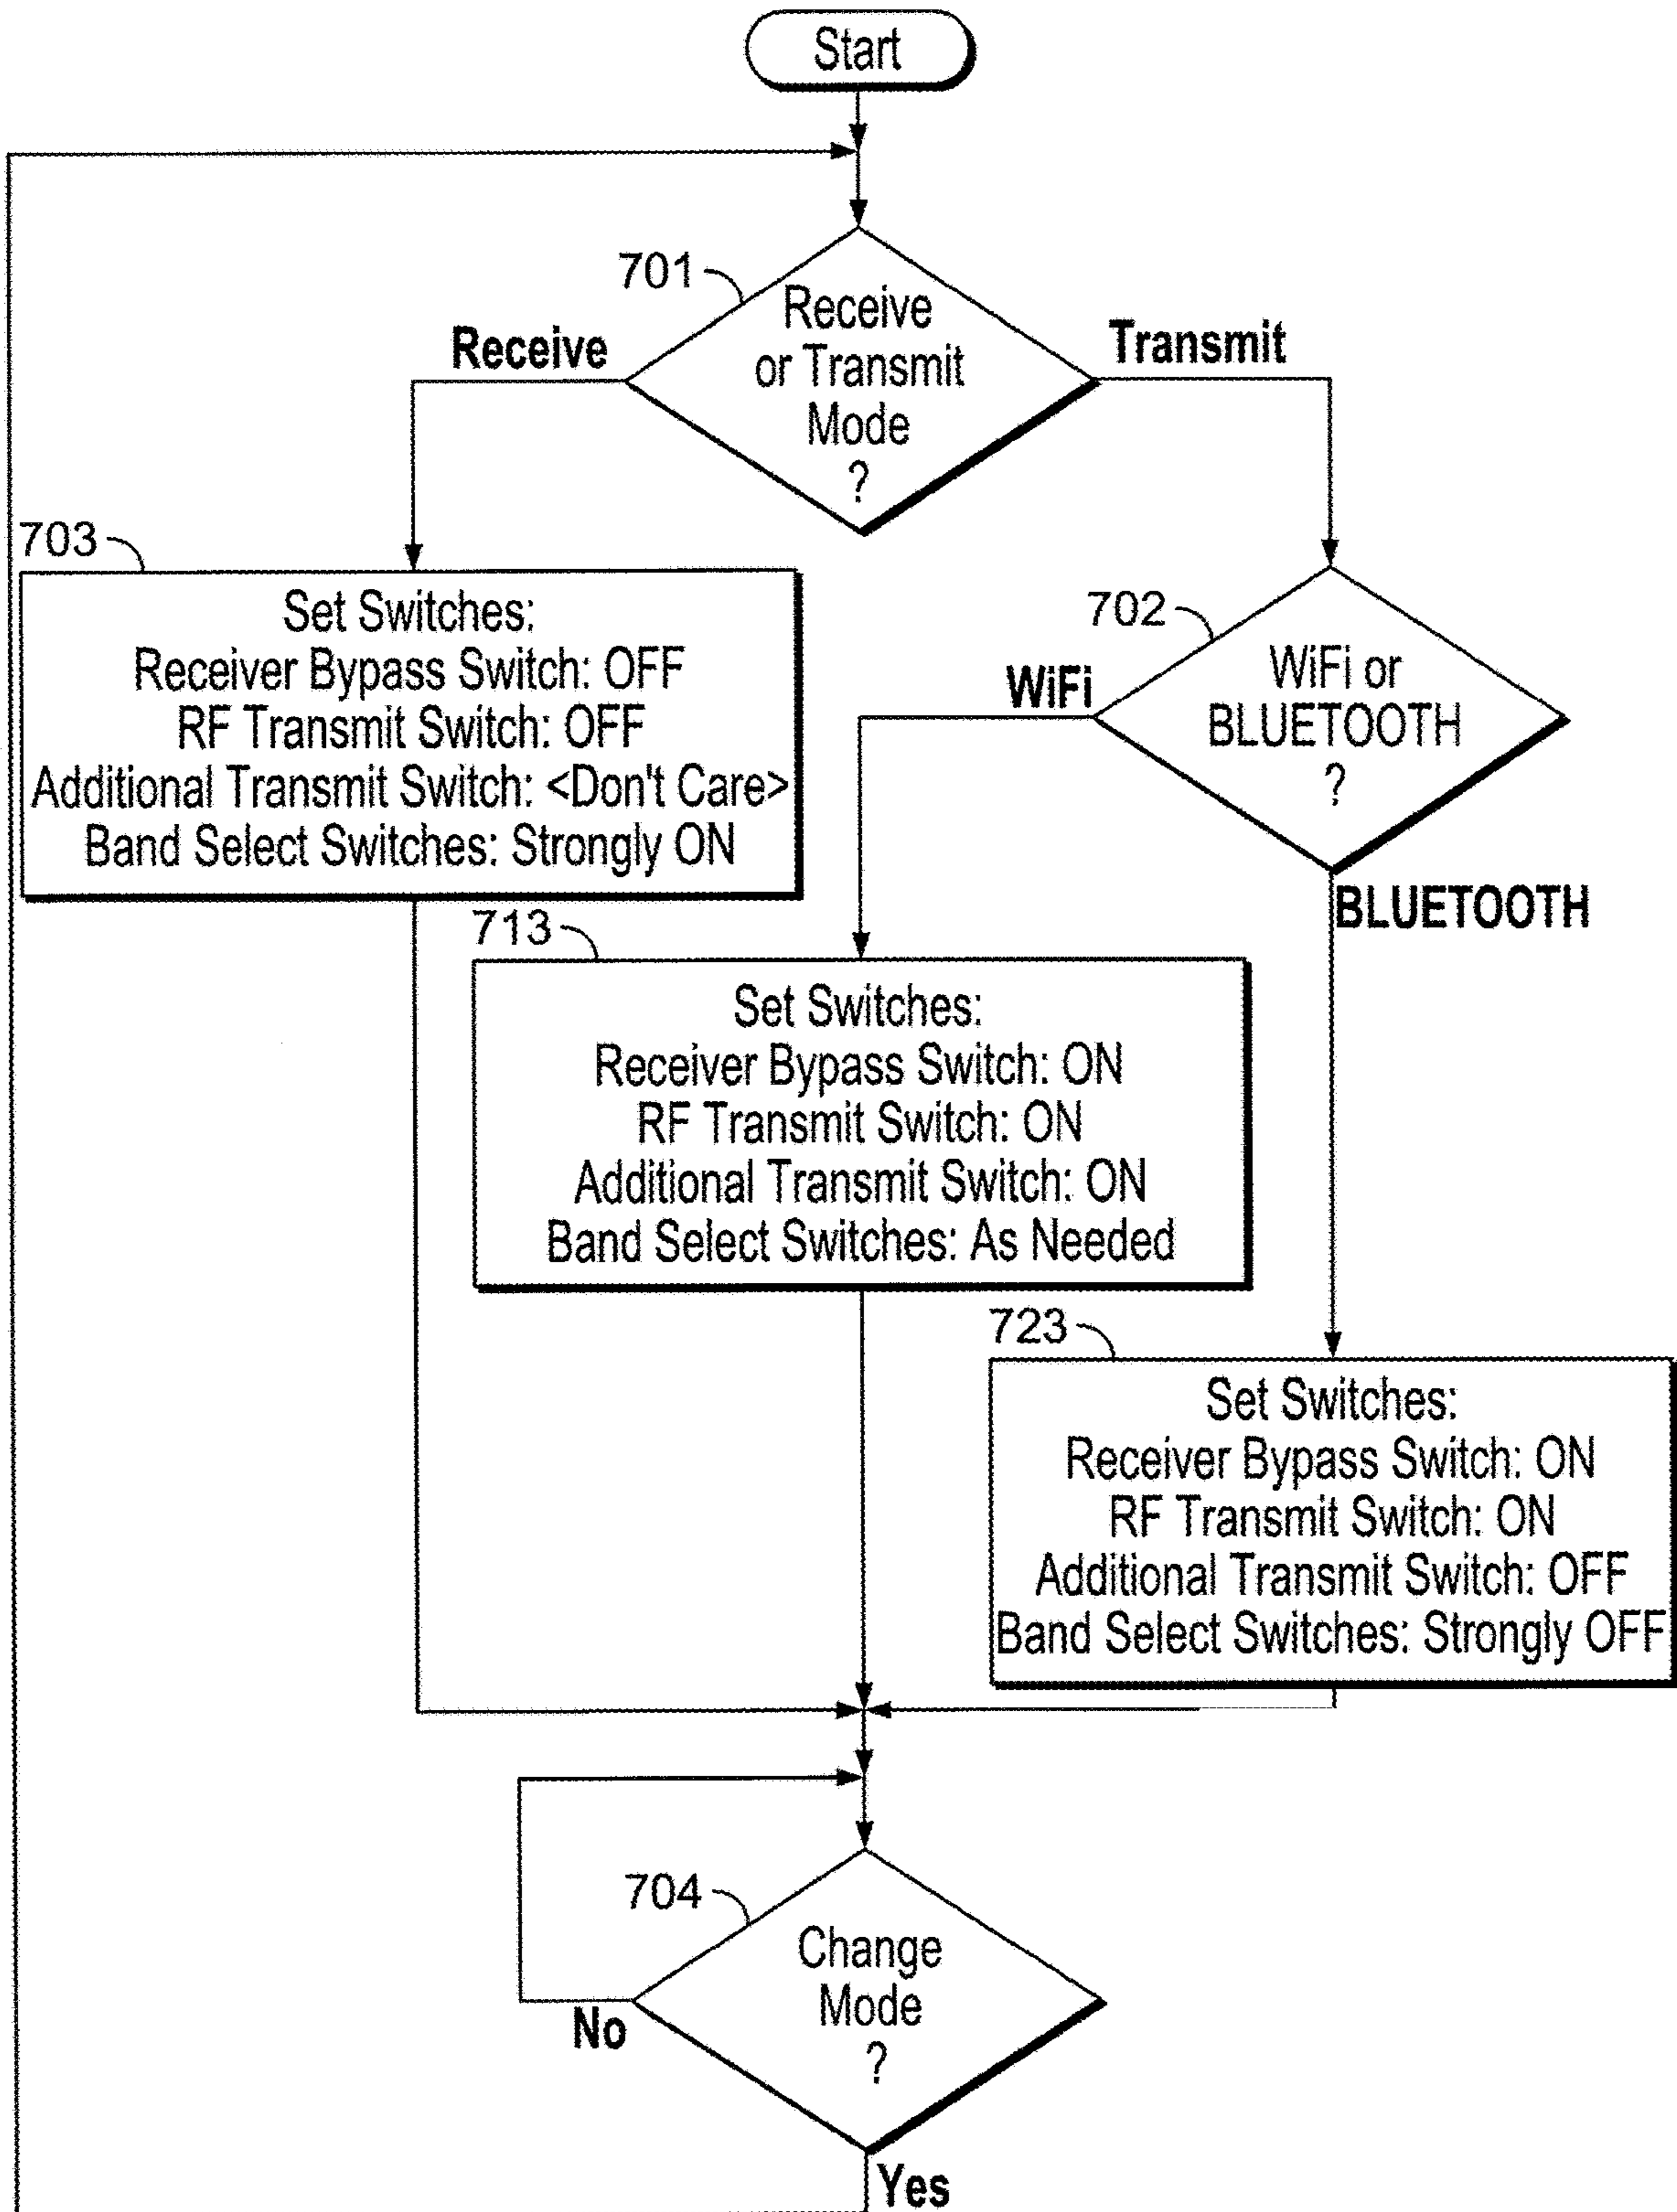 Start
701
Receive
or Transmit
Mode
?
Receive
Transmit
703
Set Switches:
Receiver Bypass Switch: OFF
RF Transmit Switch: OFF
Additional Transmit Switch: <Don't Care>
Band Select Switches: Strongly ON
702
WiFi or
BLUETOOTH
?
WiFi
BLUETOOTH
713
Set Switches:
Receiver Bypass Switch: ON
RF Transmit Switch: ON
Additional Transmit Switch: ON
Band Select Switches: As Needed
723
Set Switches:
Receiver Bypass Switch: ON
RF Transmit Switch: ON
Additional Transmit Switch: OFF
Band Select Switches: Strongly OFF
704
Change
Mode
?
No
Yes